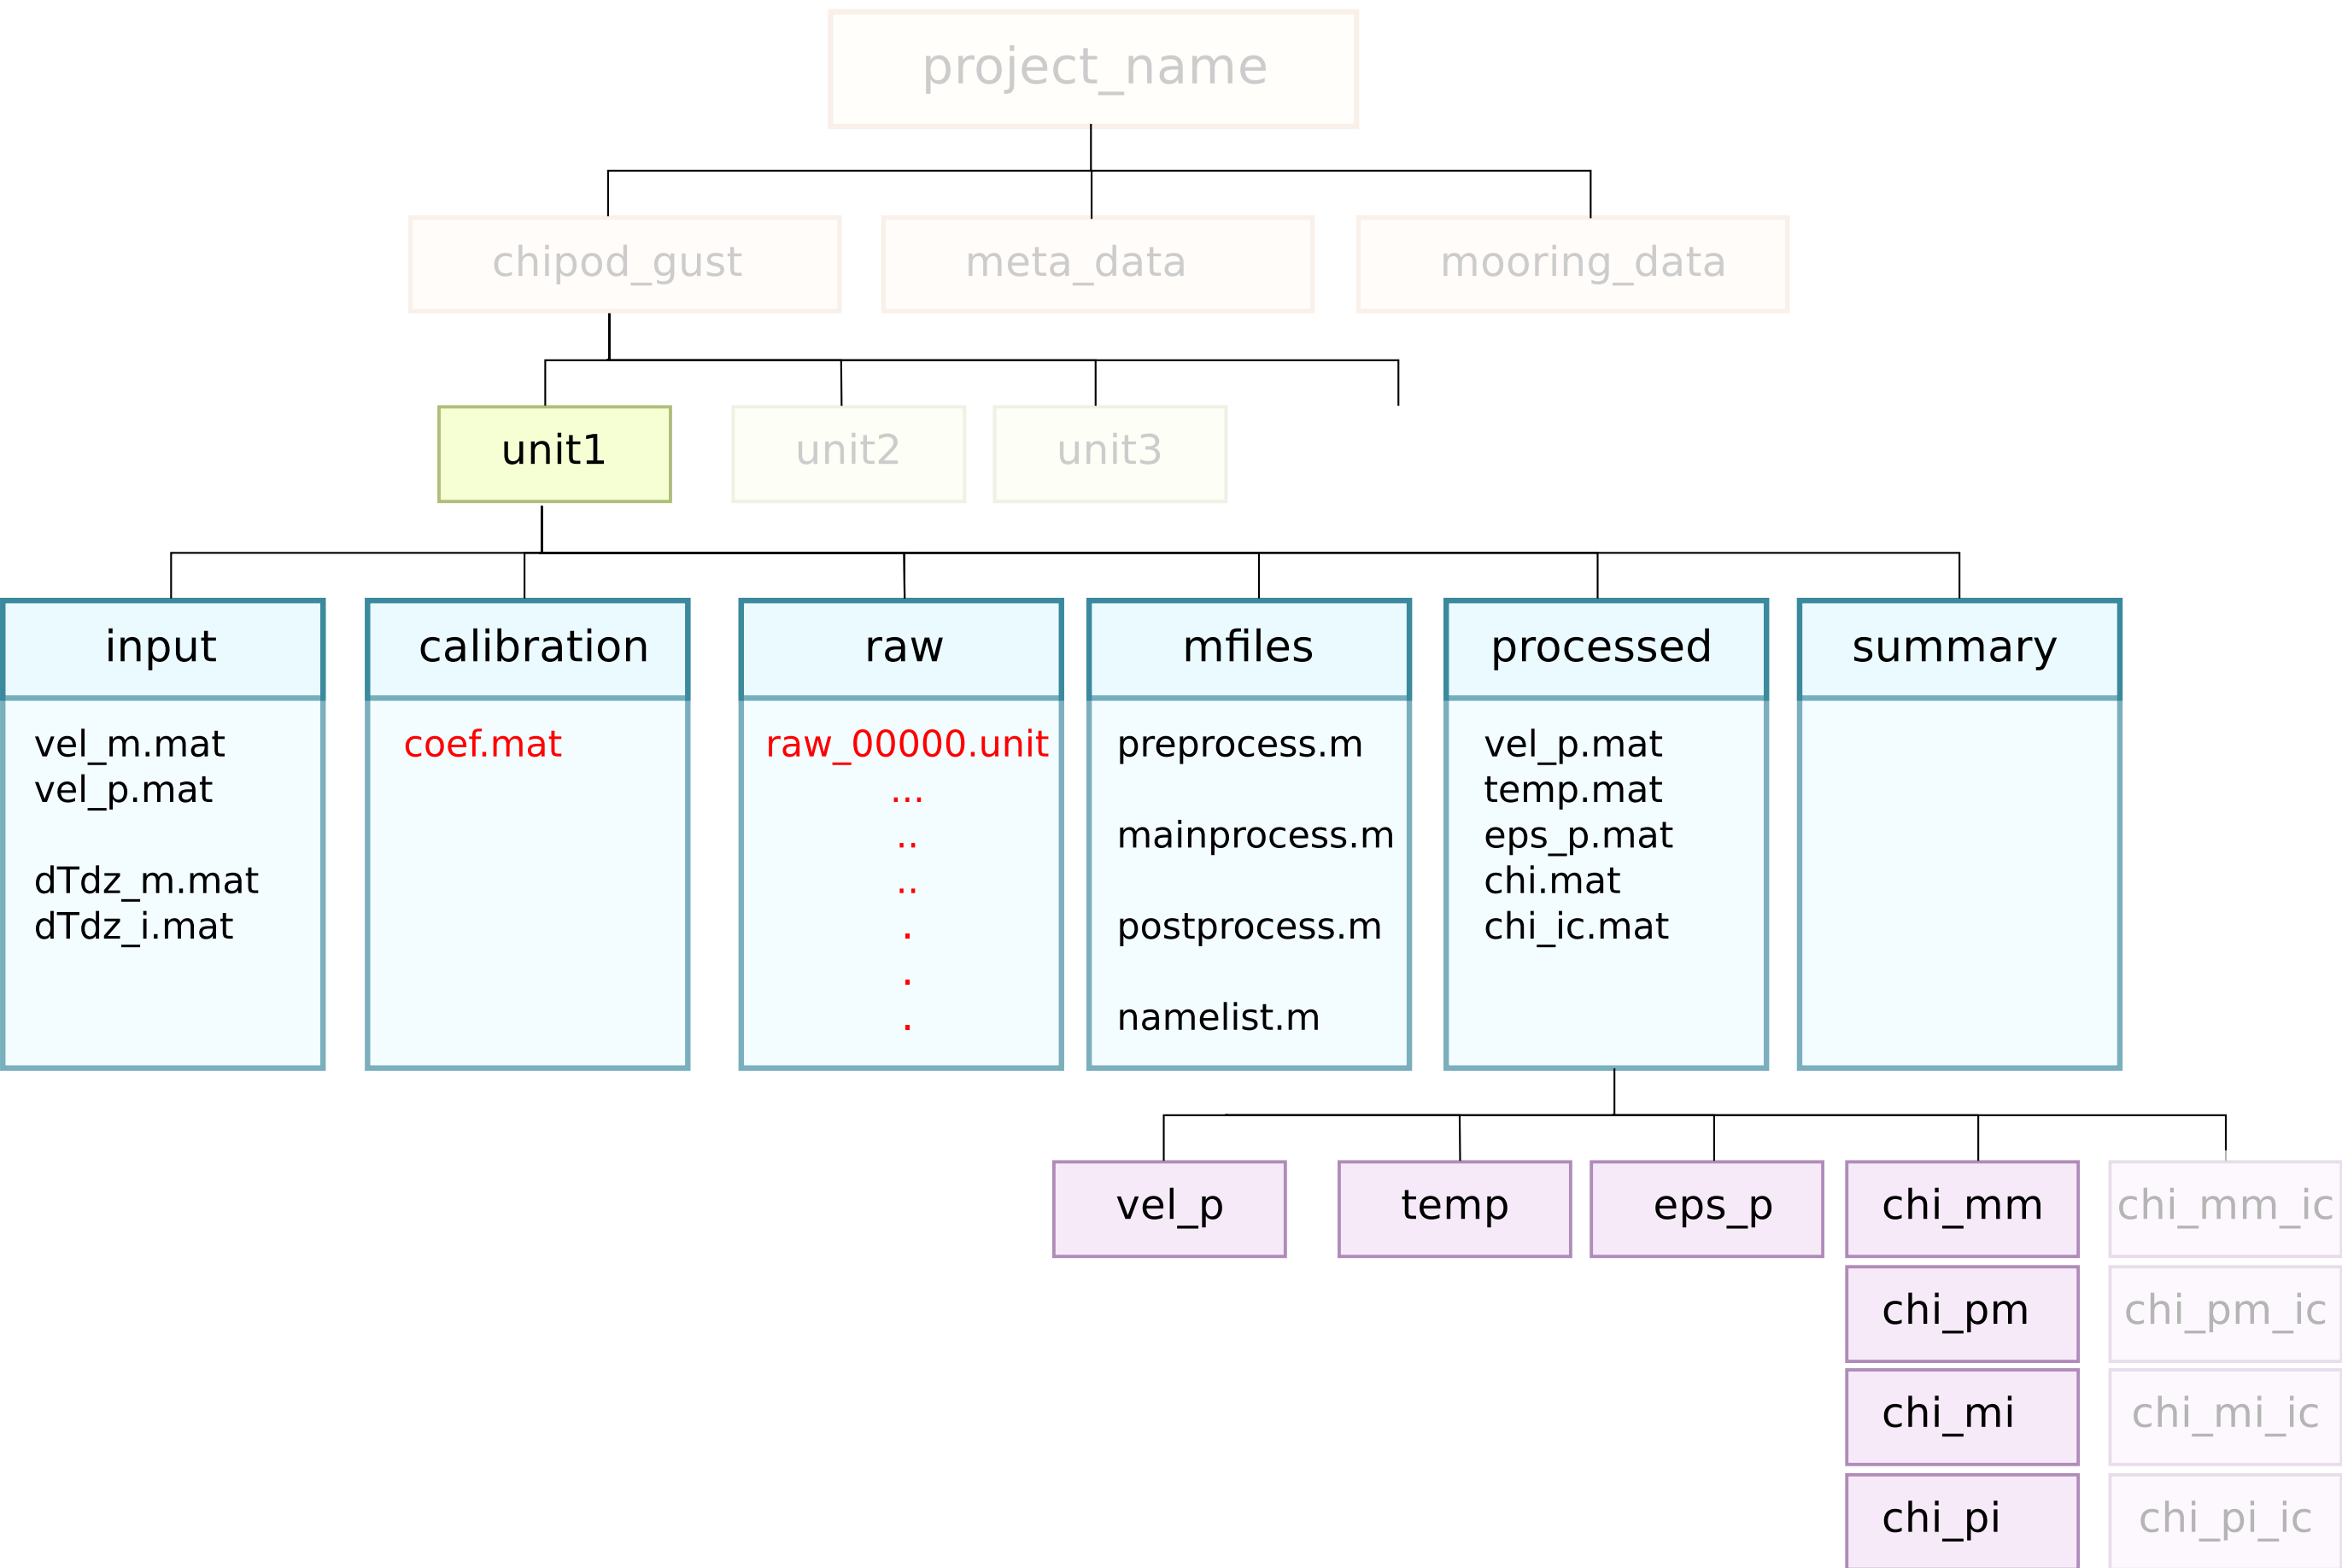 project_name
chipod_gust
meta_data
mooring_data
unit1
unit2
unit3
input
calibration
raw
mfiles
processed
summary
vel_m.mat
vel_p.mat
dTdz_m.mat
dTdz_i.mat
coef.mat
raw_00000.unit
...
..
..
.
.
.
preprocess.m
mainprocess.m
postprocess.m
namelist.m
vel_p.mat
temp.mat
eps_p.mat
chi.mat
chi_ic.mat
vel_p
temp
eps_p
chi_mm
chi_mm_ic
chi_pm
chi_pm_ic
chi_mi
chi_mi_ic
chi_pi
chi_pi_ic